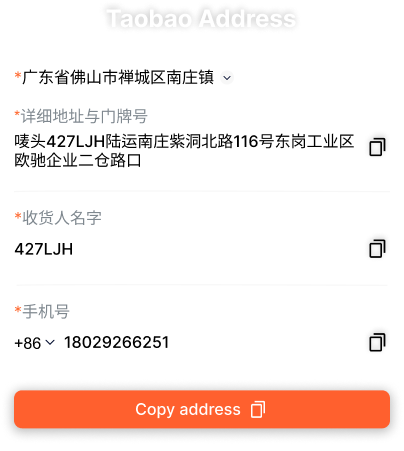 Taobao Address
*广东省佛山市禅城区南庄镇
*详细地址与门牌号
唛头427LJH陆运南庄紫洞北路116号东岗工业区
欧驰企业二仓路口
*收货人名字
427LJH
*手机号
+86 18029266251
Copy address